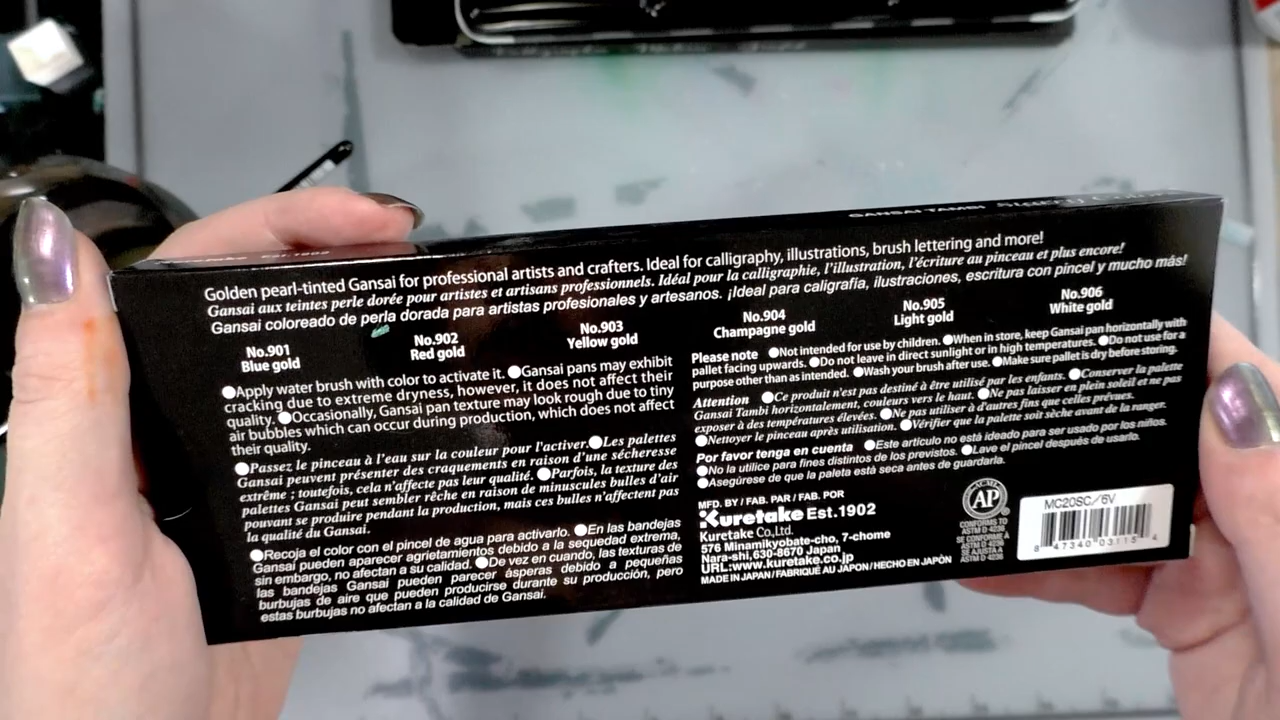 GANSAI TAMBI Starry Colors
Est.1902
Golden pearl-tinted Gansai for professional artists and crafters. Ideal for calligraphy, illustrations, brush lettering and more!
Gansai aux teintes perle dorée pour artistes et artisans professionnels. Idéal pour la calligraphie, l'illustration, l'écriture au pinceau et plus encore!
Gansai coloreado de perla dorada para artistas profesionales y artesanos. ¡Ideal para caligrafía, ilustraciones, escritura con pincel y mucho más!
No.901
Blue gold
No.902
Red gold
No.903
Yellow gold
No.904
Champagne gold
No.905
Light gold
No.906
White gold
●Apply water brush with color to activate it. ●Gansai pans may exhibit
cracking due to extreme dryness, however, it does not affect their
quality. ●Occasionally, Gansai pan texture may look rough due to tiny
air bubbles which can occur during production, which does not affect
their quality.
●Passez le pinceau à l'eau sur la couleur pour l'activer.●Les palettes
Gansai peuvent présenter des craquements en raison d'une sécheresse
extrême ; toutefois, cela n'affecte pas leur qualité. ●Parfois, la texture des
palettes Gansai peut sembler rêche en raison de minuscules bulles d'air
pouvant se produire pendant la production, mais ces bulles n'affectent pas
la qualité du Gansai.
●Recoja el color con el pincel de agua para activarlo. ●En las bandejas
Gansai pueden aparecer agrietamientos debido a la sequedad extrema,
sin embargo, no afectan a su calidad. ●De vez en cuando, las texturas de
las bandejas Gansai pueden parecer ásperas debido a pequeñas
burbujas de aire que pueden producirse durante su producción, pero
estas burbujas no afectan a la calidad de Gansai.
Please note ●Not intended for use by children. ●When in store, keep Gansai pan horizontally with
pallet facing upwards. ●Do not leave in direct sunlight or in high temperatures. ●Do not use for a
purpose other than as intended. ●Wash your brush after use. ●Make sure pallet is dry before storing.
Attention ●Ce produit n'est pas destiné à être utilisé par les enfants. ●Conserver la palette
Gansai Tambi horizontalement, couleurs vers le haut. ●Ne pas laisser en plein soleil et ne pas
exposer à des températures élevées. ●Ne pas utiliser à d'autres fins que celles prévues.
●Nettoyer le pinceau après utilisation. ●Vérifier que la palette soit sèche avant de la ranger.
Por favor tenga en cuenta ●Este artículo no está ideado para ser usado por los niños.
●No la utilice para fines distintos de los previstos. ●Lave el pincel después de usarlo.
●Asegúrese de que la paleta está seca antes de guardarla.
MFD. BY / FAB. PAR / FAB. POR
Kuretake Est.1902
Kuretake Co.,Ltd.
576 Minamikyobate-cho, 7-chome
Nara-shi,630-8670 Japan
URL:www.kuretake.co.jp
MADE IN JAPAN / FABRIQUÉ AU JAPON / HECHO EN JAPÓN
ACMI
AP
CONFORMS TO
ASTM D 4236
SE CONFORME À
ASTM D 4236
SE AJUSTA A
ASTM D 4236
MC20SC/6V
8 47340 03115 4